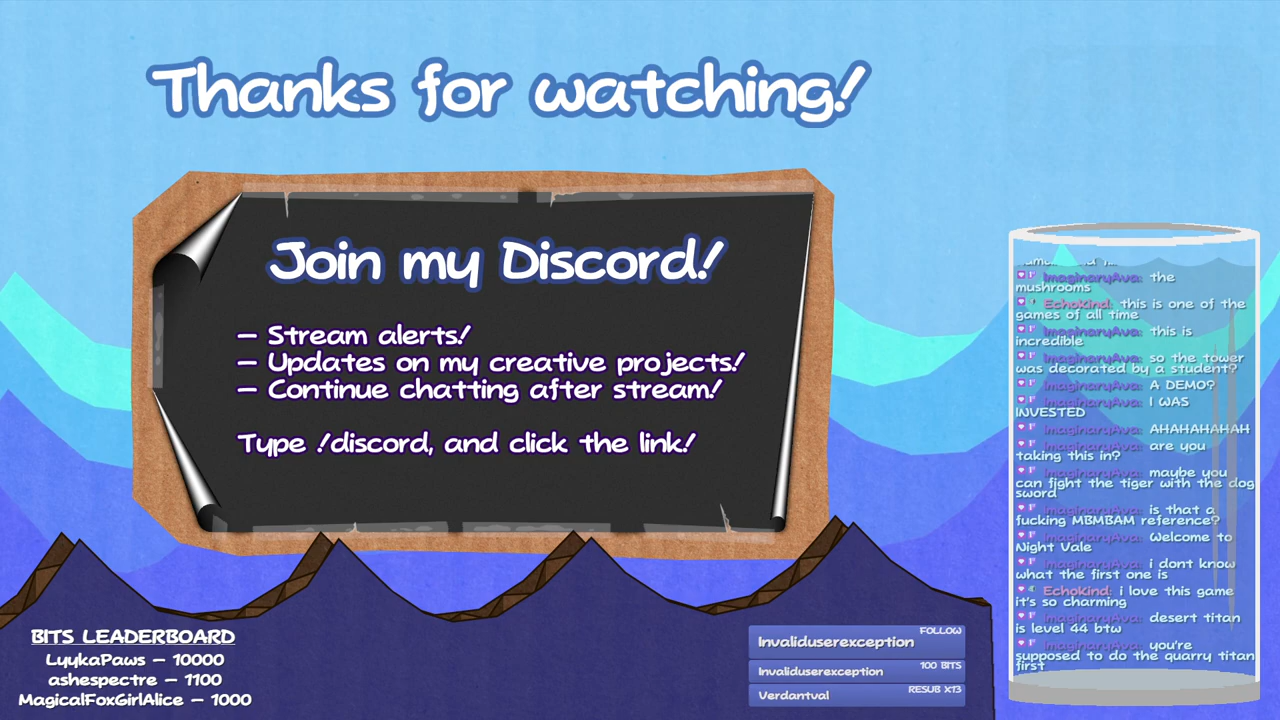 Thanks for watching!
Join my Discord!
– Stream alerts!
– Updates on my creative projects!
– Continue chatting after stream!
Type !discord, and click the link!
BITS LEADERBOARD
LyykaPaws – 10000
ashespectre – 1100
MagicalFoxGirlAlice – 1000
FOLLOW
Invaliduserexception
100 BITS
Invaliduserexception
RESUB X13
Verdantval
ImaginaryAva: the
mushrooms
EchoKind: this is one of the
games of all time
ImaginaryAva: this is
incredible
ImaginaryAva: so the tower
was decorated by a student?
ImaginaryAva: A DEMO?
ImaginaryAva: I WAS
INVESTED
ImaginaryAva: AHAHAHAHAH
ImaginaryAva: are you
taking this in?
ImaginaryAva: maybe you
can fight the tiger with the dog
sword
ImaginaryAva: is that a
fucking MBMBAM reference?
ImaginaryAva: Welcome to
Night Vale
ImaginaryAva: i dont know
what the first one is
EchoKind: i love this game
it's so charming
ImaginaryAva: desert titan
is level 44 btw
ImaginaryAva: you're
supposed to do the quarry titan
first